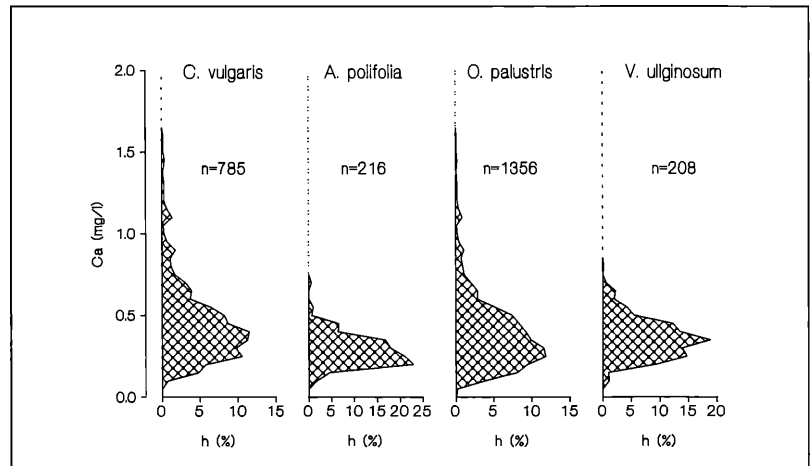 C. vulgaris A. polifolia O. palustris V. uliginosum
2.0
1.5
n=785 n=216 n=1356 n=208
1.0
Ca (mg/l)
0.5
0.0
0 5 10 15 0 5 10 15 20 25 0 5 10 15 0 5 10 15 20
h (%) h (%) h (%) h (%)